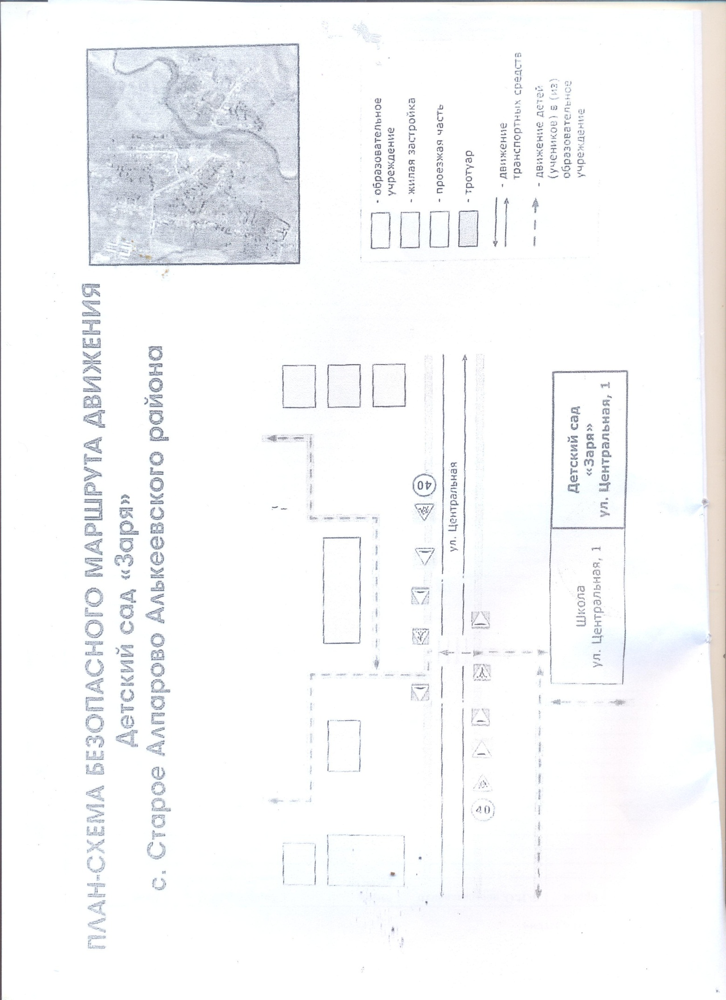 ПЛАН-СХЕМА БЕЗОПАСНОГО МАРШРУТА ДВИЖЕНИЯ
Детский сад «Заря»
с. Старое Алпарово Алькеевского района
40
ул. Центральная
40
Школа
ул. Центральная, 1
Детский сад
«Заря»
ул. Центральная, 1
- образовательное
учреждение
- жилая застройка
- проезжая часть
- тротуар
- движение
транспортных средств
- движение детей
(учеников) в (из)
образовательное
учреждение